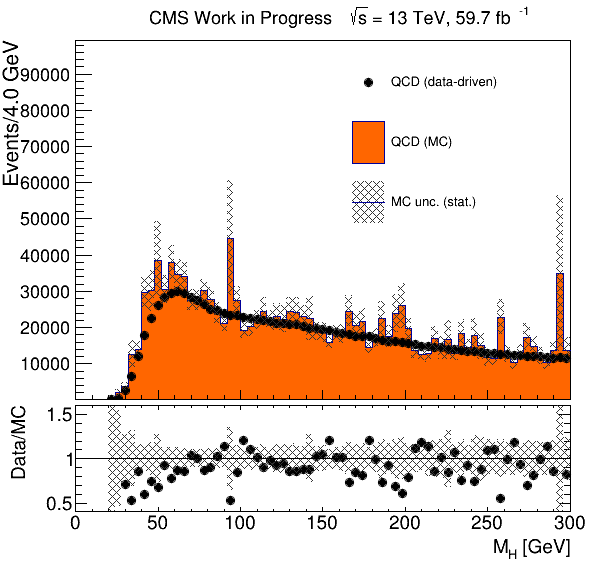 CMS Work in Progress √s = 13 TeV, 59.7 fb -1
Events/4.0 GeV
90000
80000
70000
60000
50000
40000
30000
20000
10000
QCD (data-driven)
QCD (MC)
MC unc. (stat.)
Data/MC
1.5
1
0.5
0 50 100 150 200 250 300
M_H [GeV]